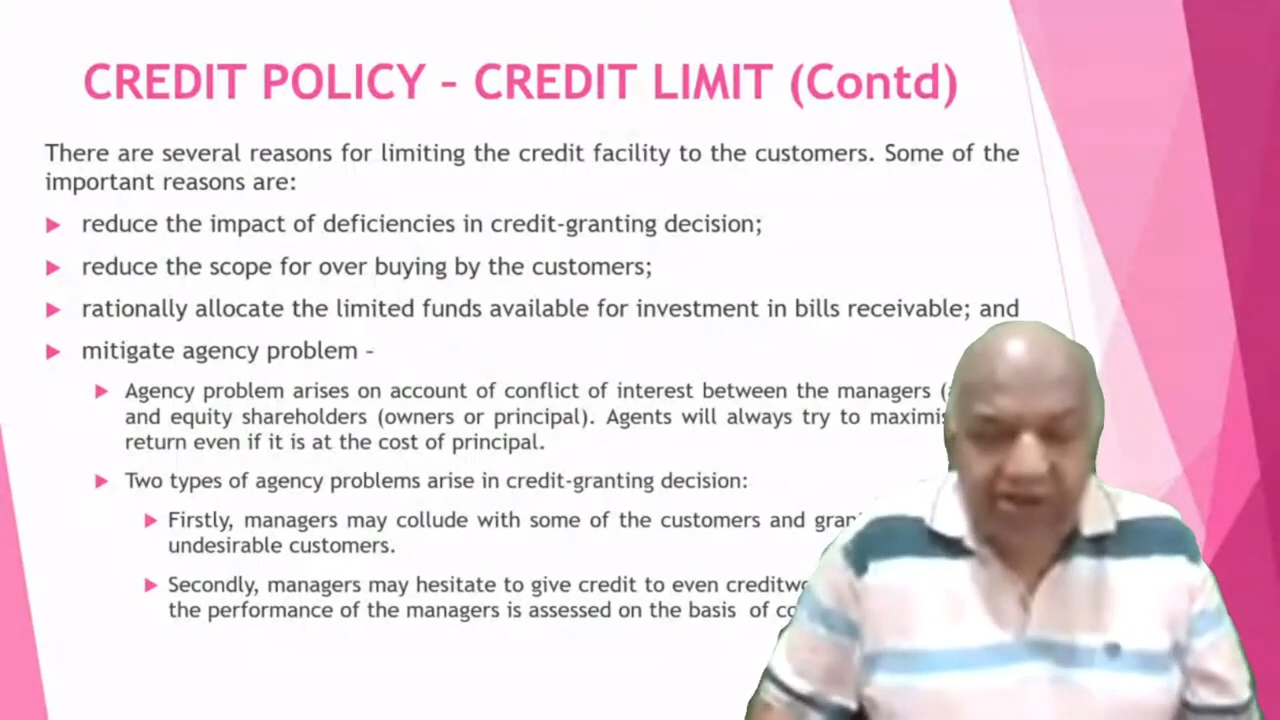 CREDIT POLICY – CREDIT LIMIT (Contd)
There are several reasons for limiting the credit facility to the customers. Some of the
important reasons are:
reduce the impact of deficiencies in credit-granting decision;
reduce the scope for over buying by the customers;
rationally allocate the limited funds available for investment in bills receivable; and
mitigate agency problem –
Agency problem arises on account of conflict of interest between the managers (
and equity shareholders (owners or principal). Agents will always try to
return even if it is at the cost of principal.
Two types of agency problems arise in credit-granting decision:
Firstly, managers may collude with some of the customers and
undesirable customers.
Secondly, managers may hesitate to give credit to even
the performance of the managers is assessed on the basis of